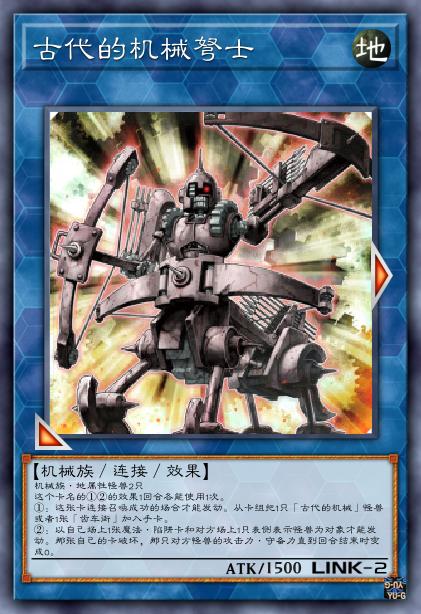 古代的机械弩士
地
【机械族/连接/效果】
机械族·地属性怪兽2只
这个卡名的①②的效果1回合各能使用1次。
①：这张卡连接召唤成功的场合才能发动。从卡组把1只「古代的机械」怪兽
或者1张「齿车街」加入手卡。
②：以自己场上1张魔法·陷阱卡和对方场上1只表侧表示怪兽为对象才能发
动。那张自己的卡破坏，那只对方怪兽的攻击力·守备力直到回合结束时变
成0。
ATK/1500 LINK-2